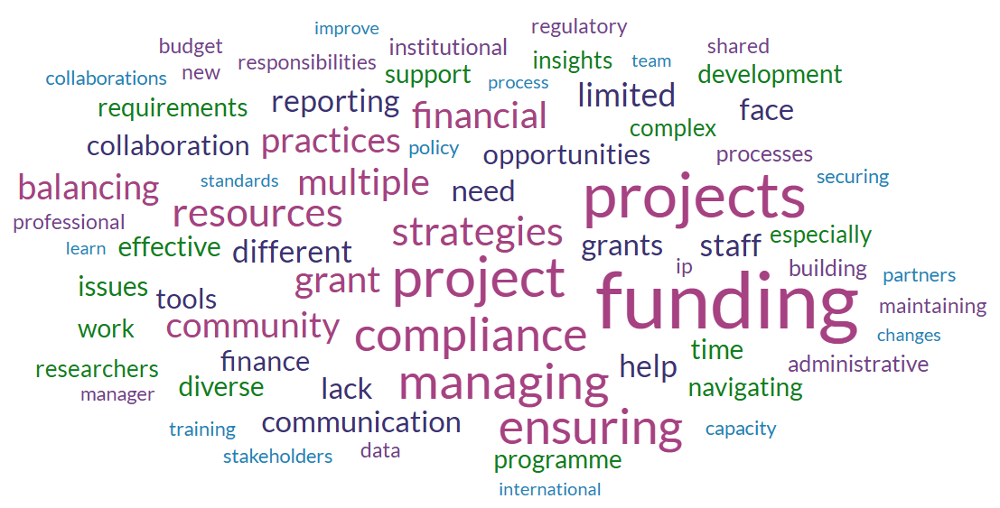 improve
regulatory
budget
institutional
shared
responsibilities
insights
team
new
support
development
collaborations
process
limited
reporting
requirements
financial
face
complex
collaboration
practices
policy
opportunities
processes
standards
multiple
securing
balancing
need
projects
resources
professional
strategies
especially
learn
effective
different
grants
staff
ip
building
partners
issues
grant
project
tools
funding
maintaining
work
community
compliance
changes
time
finance
help
administrative
researchers
manager
diverse
lack
managing
navigating
training
communication
ensuring
capacity
stakeholders
data
programme
international